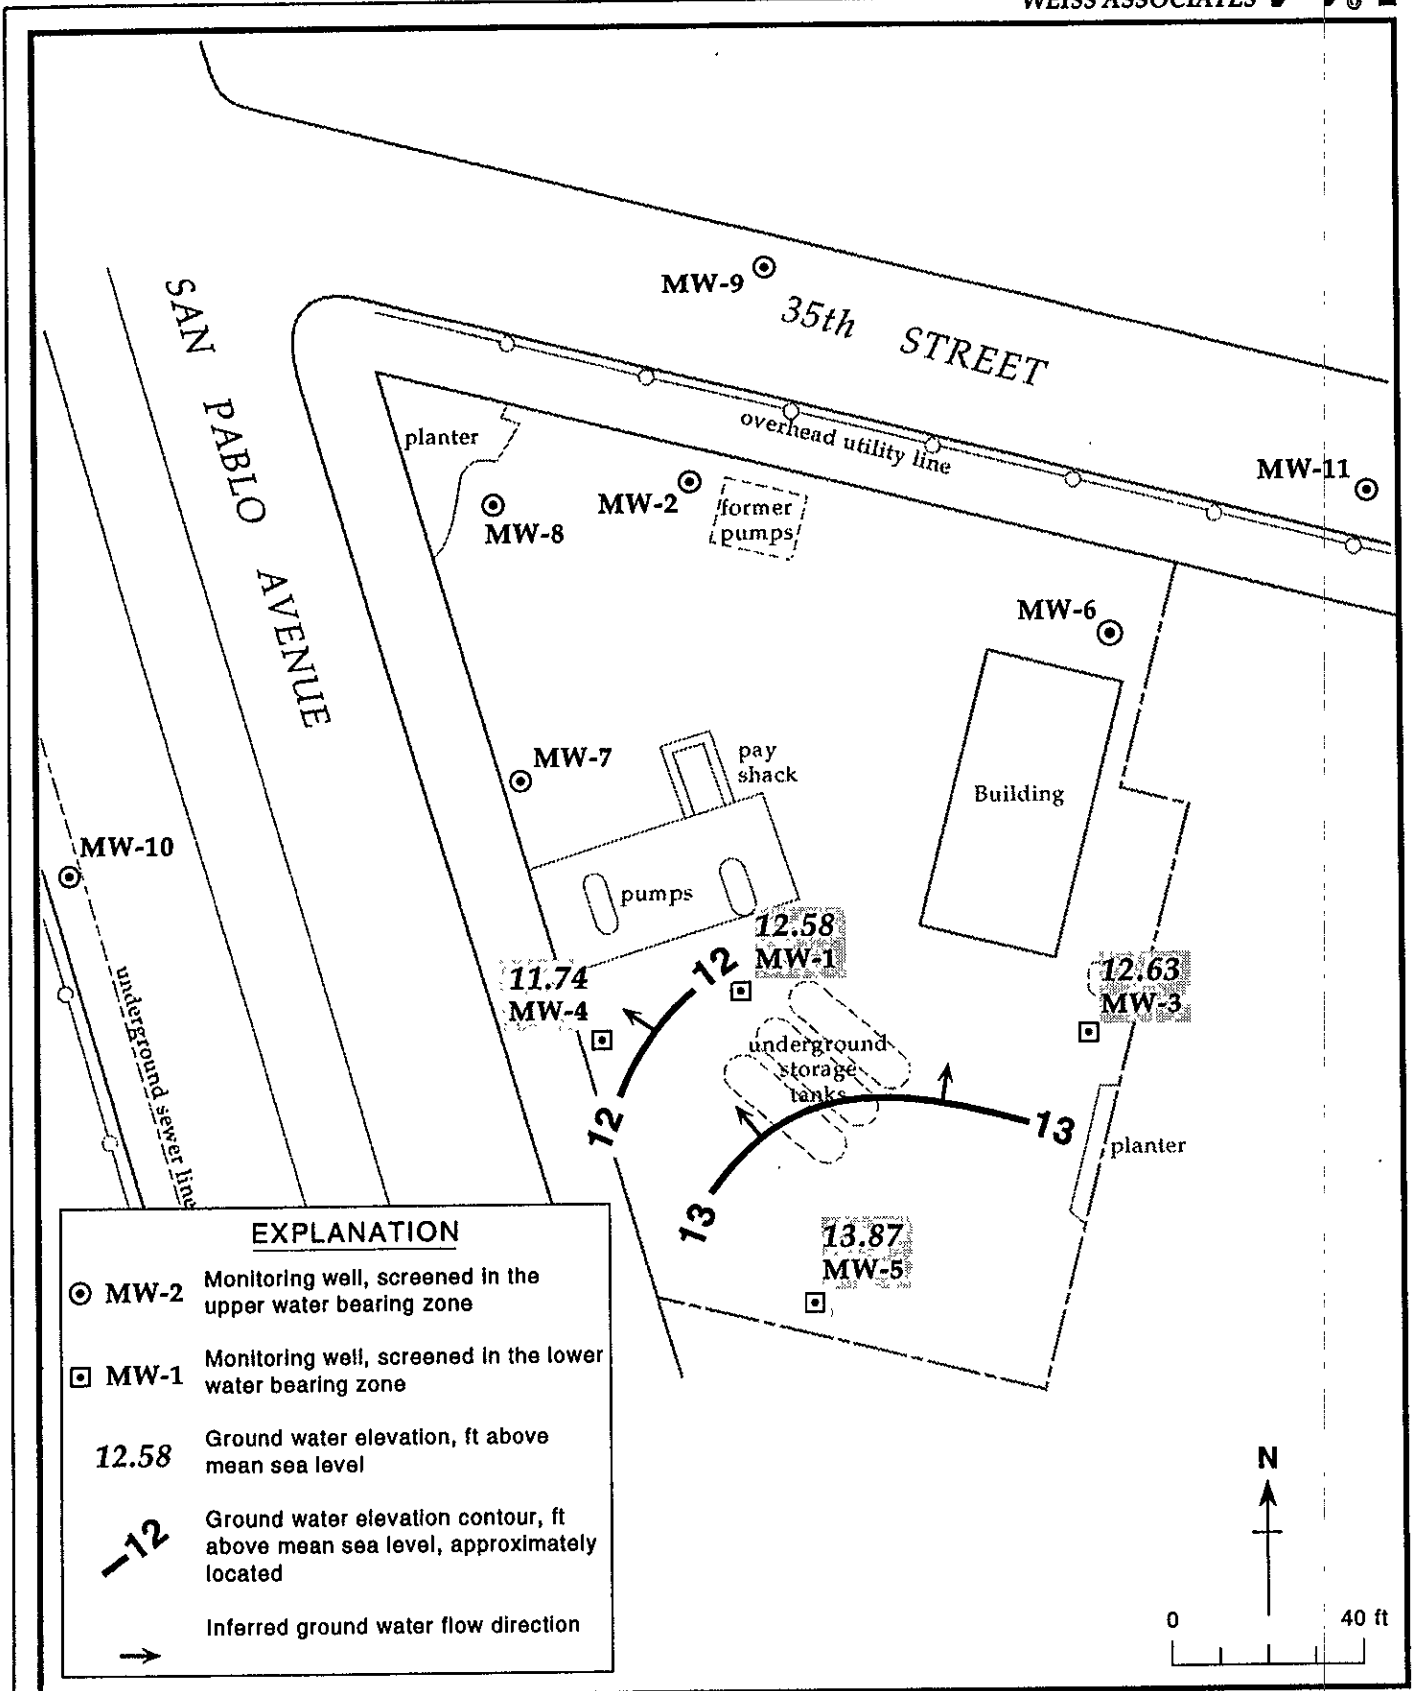 WEISS ASSOCIATES
MW-9
35th STREET
SAN PABLO AVENUE
overhead utility line
planter
MW-11
MW-2
former
pumps
MW-8
MW-6
MW-7
pay
shack
Building
MW-10
pumps
12.58
MW-1
12
11.74
MW-4
12.63
MW-3
underground sewer line
underground
storage
tanks
12
13
planter
13
13.87
MW-5
EXPLANATION
MW-2 Monitoring well, screened in the
upper water bearing zone
MW-1 Monitoring well, screened in the lower
water bearing zone
12.58 Ground water elevation, ft above
mean sea level
12 Ground water elevation contour, ft
above mean sea level, approximately
located
Inferred ground water flow direction
N
0 40 ft